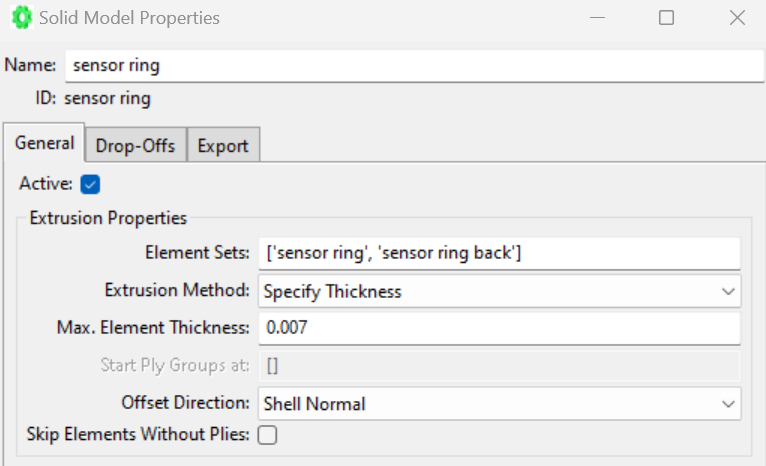 Solid Model Properties
Name: sensor ring
ID: sensor ring
General Drop-Offs Export
Active:
Extrusion Properties
Element Sets: ['sensor ring', 'sensor ring back']
Extrusion Method: Specify Thickness
Max. Element Thickness: 0.007
Start Ply Groups at: []
Offset Direction: Shell Normal
Skip Elements Without Plies: